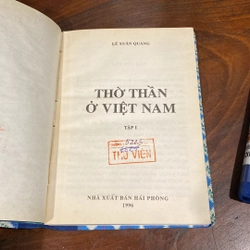 LÊ XUÂN QUANG
THỜ THẦN
Ở VIỆT NAM
TẬP I
THƯ VIỆN
NHÀ XUẤT BẢN HẢI PHÒNG
1996